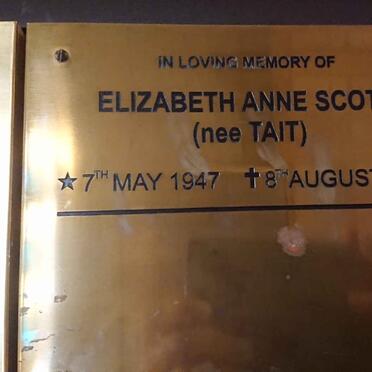 IN LOVING MEMORY OF
ELIZABETH ANNE SCOT
(nee TAIT)
★ 7TH MAY 1947 ✝ 8TH AUGUST